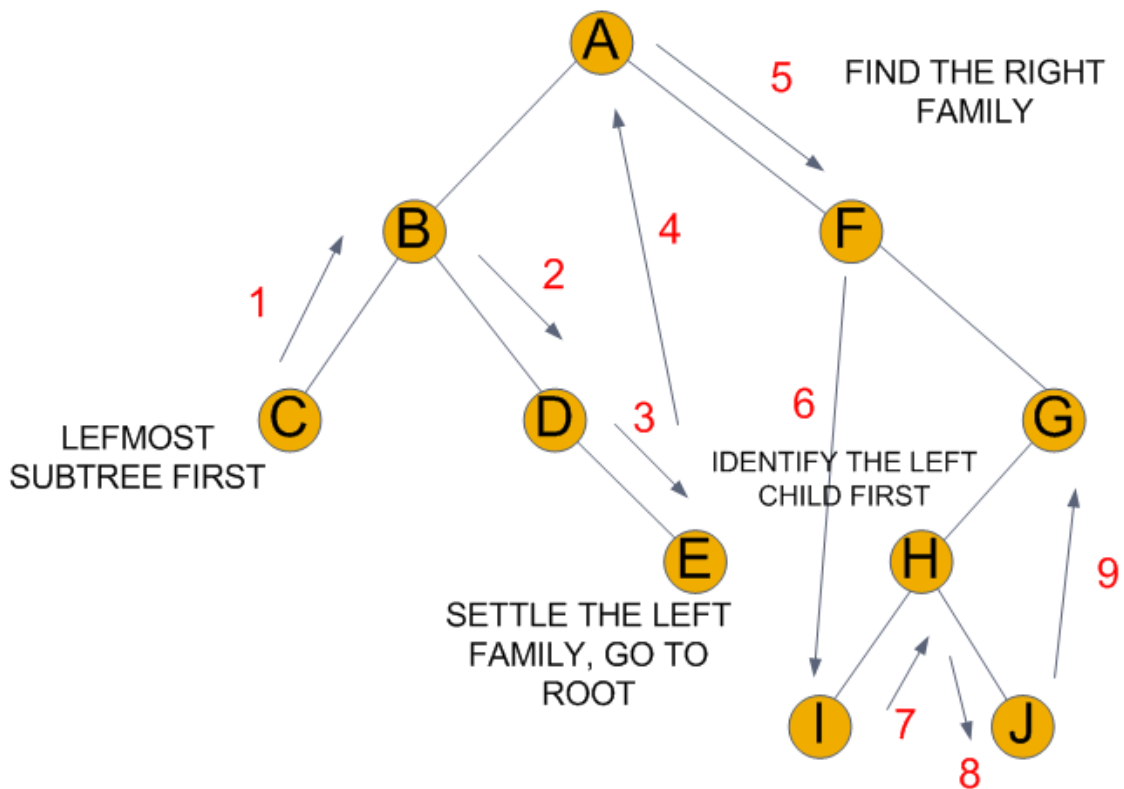 A
5
FIND THE RIGHT
FAMILY
B
F
4
2
1
C
D
3
6
G
LEFMOST
SUBTREE FIRST
IDENTIFY THE LEFT
CHILD FIRST
E
H
9
SETTLE THE LEFT
FAMILY, GO TO
ROOT
I
7
J
8